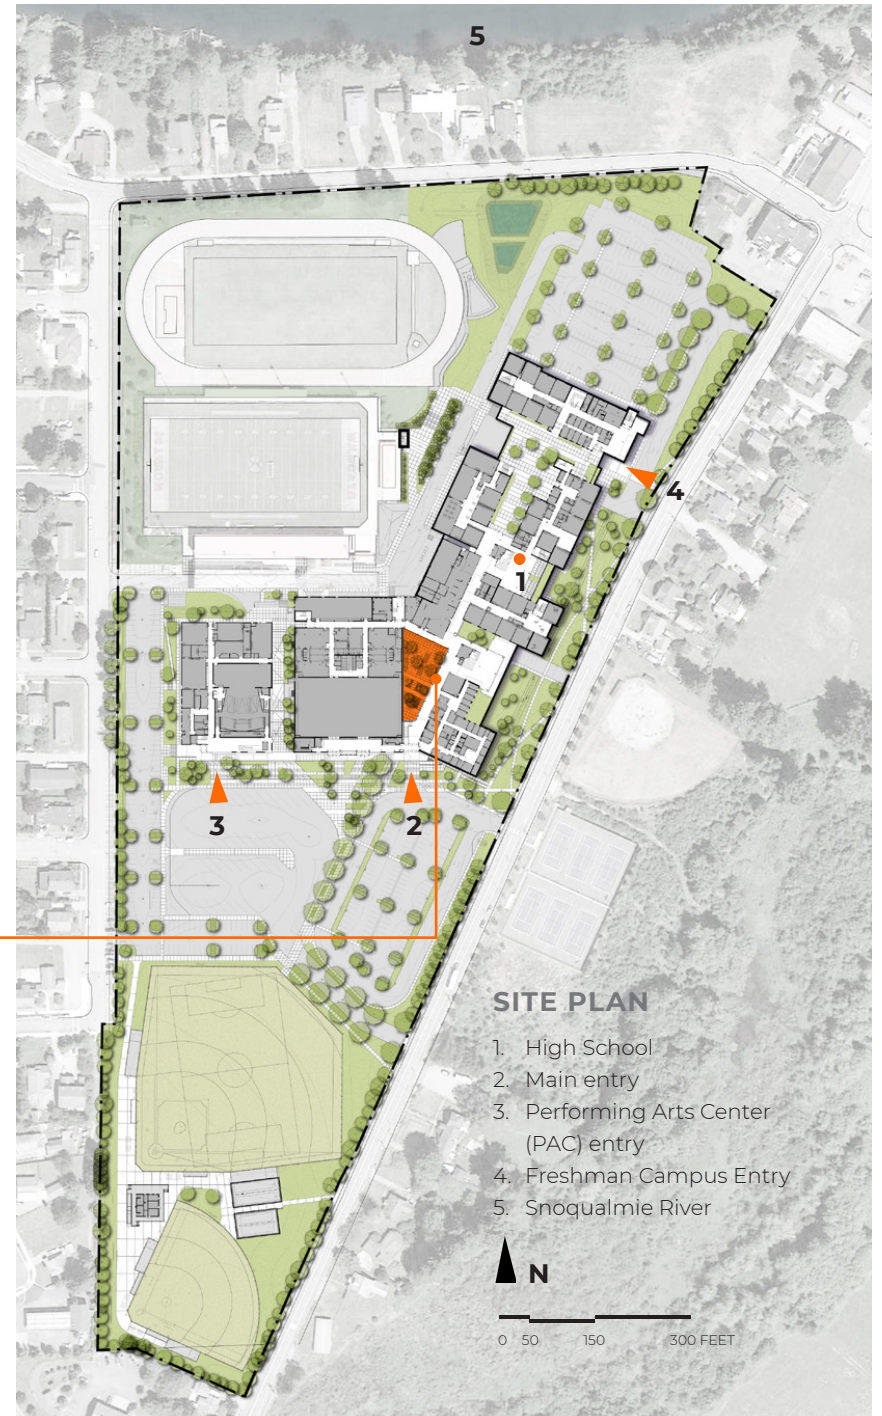 5
4
1
3
2
SITE PLAN
1. High School
2. Main entry
3. Performing Arts Center
(PAC) entry
4. Freshman Campus Entry
5. Snoqualmie River
N
0 50 150 300 FEET